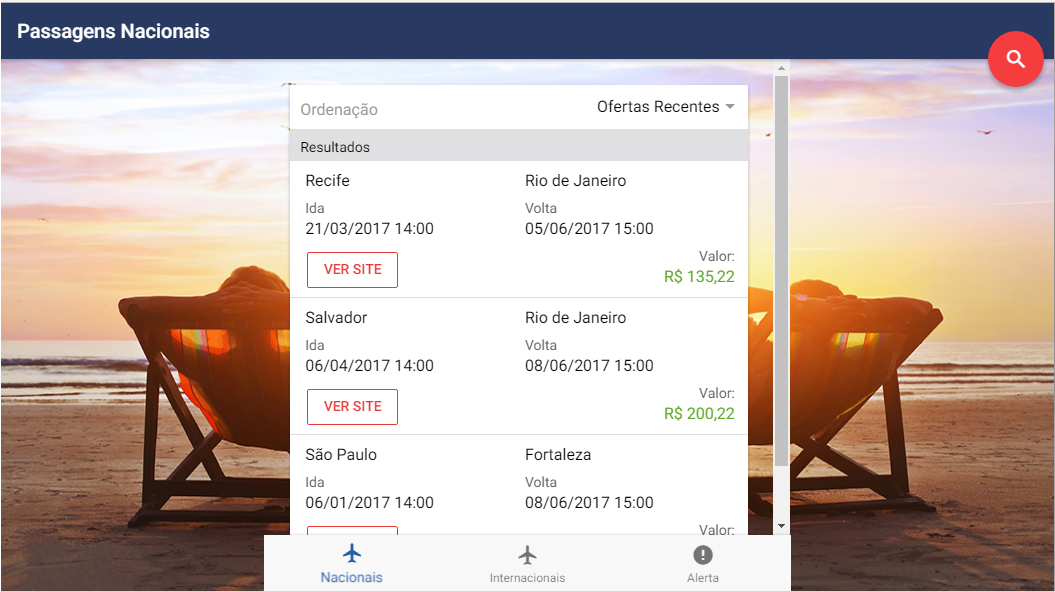 Passagens Nacionais
Ordenação
Ofertas Recentes
Resultados
Recife
Rio de Janeiro
Ida
Volta
21/03/2017 14:00
05/06/2017 15:00
VER SITE
Valor:
R$ 135,22
Salvador
Rio de Janeiro
Ida
Volta
06/04/2017 14:00
08/06/2017 15:00
VER SITE
Valor:
R$ 200,22
São Paulo
Fortaleza
Ida
Volta
06/01/2017 14:00
08/06/2017 15:00
Valor:
Nacionais
Internacionais
Alerta